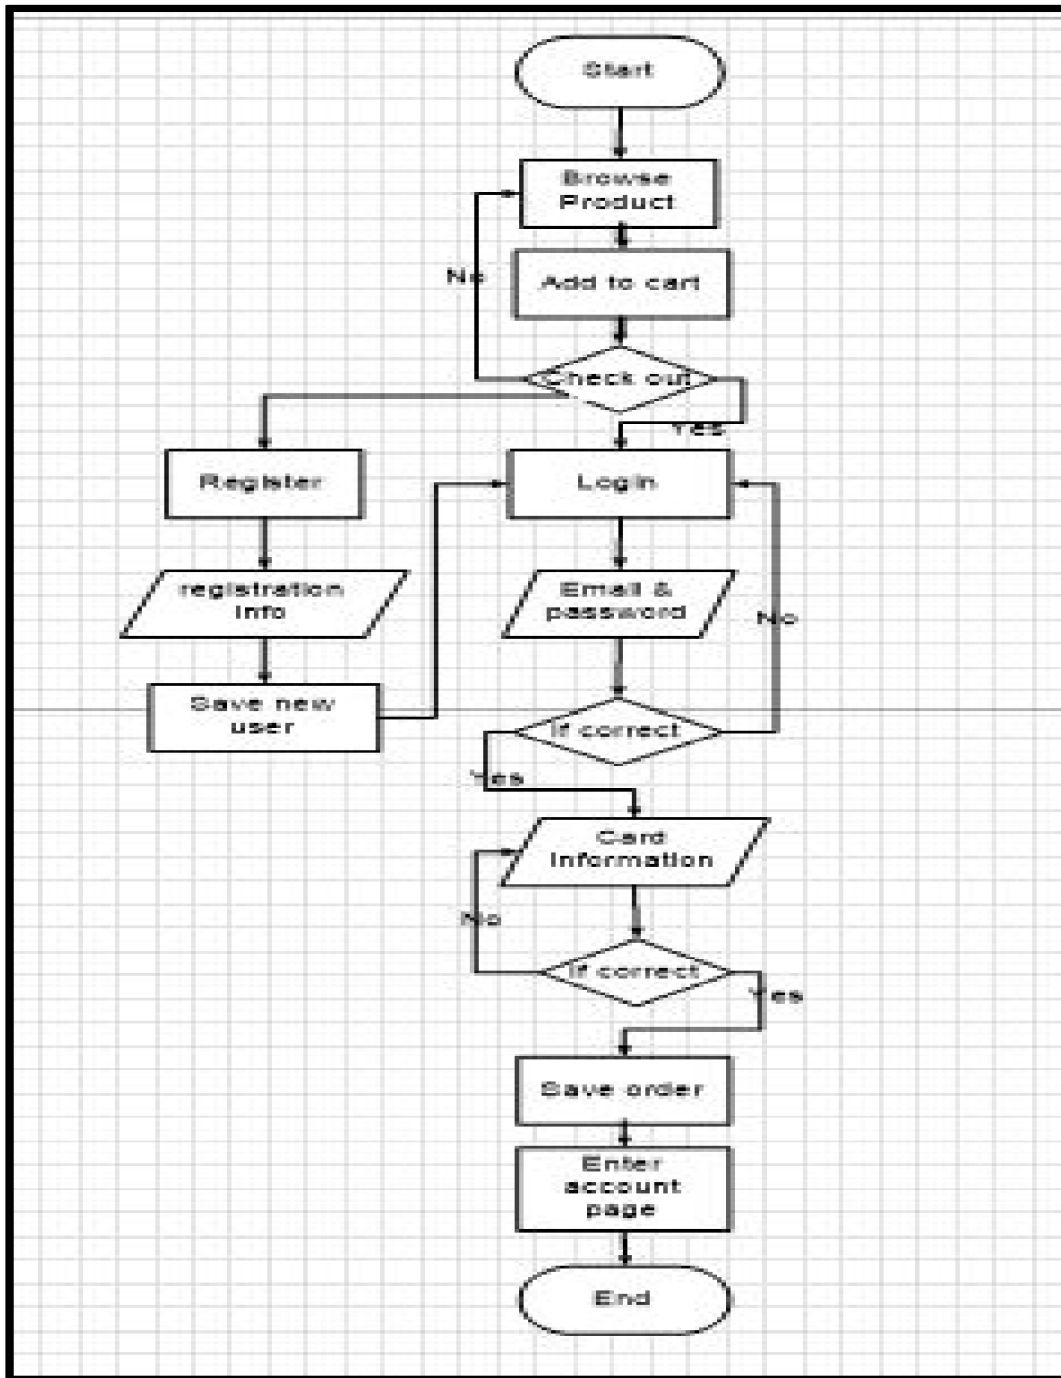 Start
Browse
Product
No
Add to cart
Check out
Yes
Register
Login
registration
info
Email &
password
No
Save new
user
If correct
Yes
Card
Information
No
If correct
Yes
Save order
Enter
account
page
End